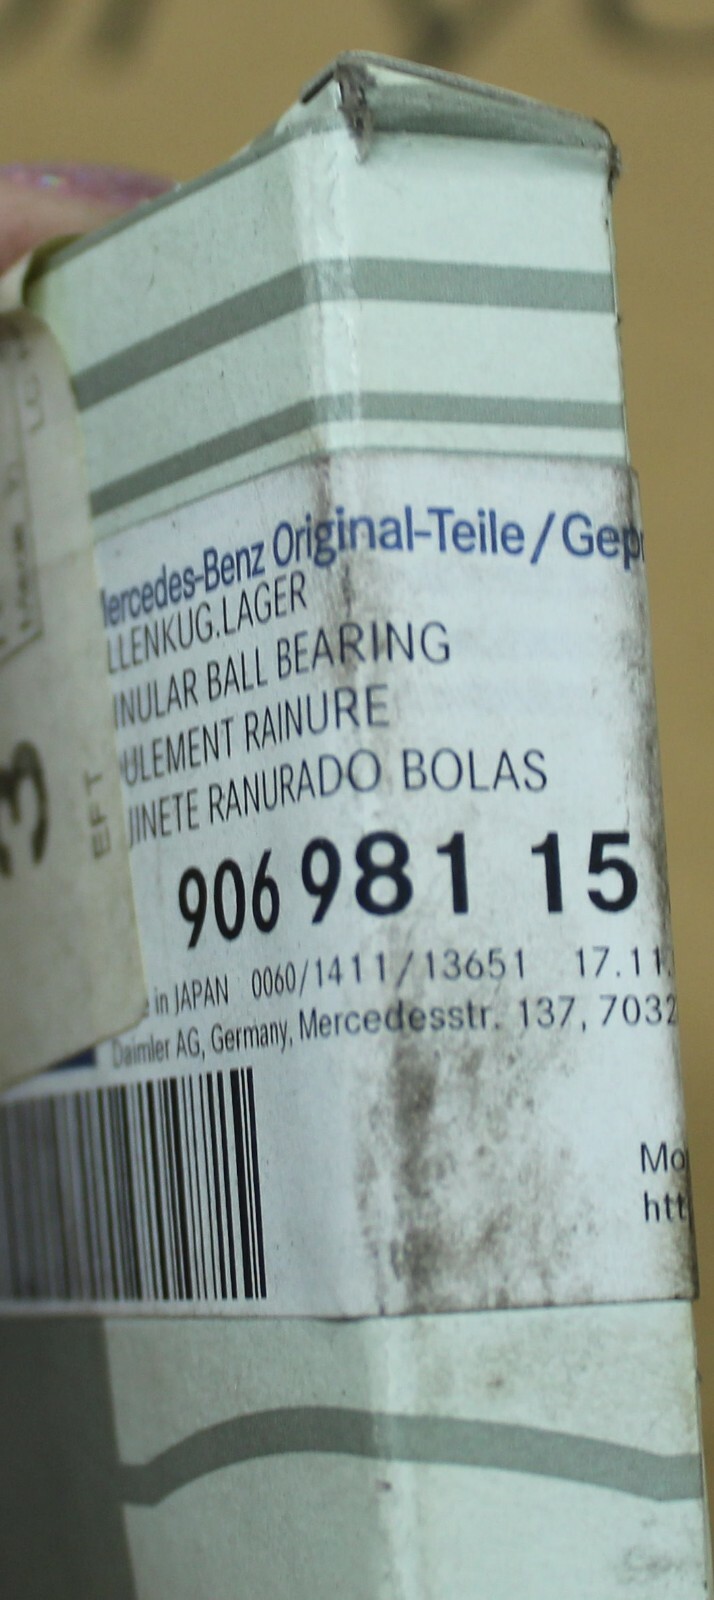 Mercedes-Benz Original-Teile/Gep
LLENKUG.LAGER
NULAR BALL BEARING
ULEMENT RAINURE
JINETE RANURADO BOLAS
906 981 15
in JAPAN 0060/1411/13651 17.11.
Daimler AG, Germany, Mercedesstr. 137, 7032
Mo
htt
3
EFT